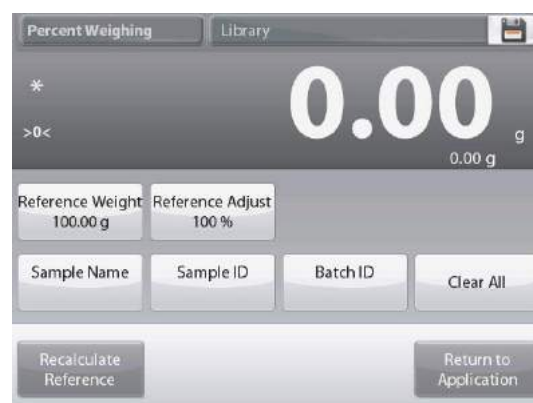 Percent Weighing
Library
*
>0<
0.00 g
0.00 g
Reference Weight
100.00 g
Reference Adjust
100 %
Sample Name
Sample ID
Batch ID
Clear All
Recalculate
Reference
Return to
Application